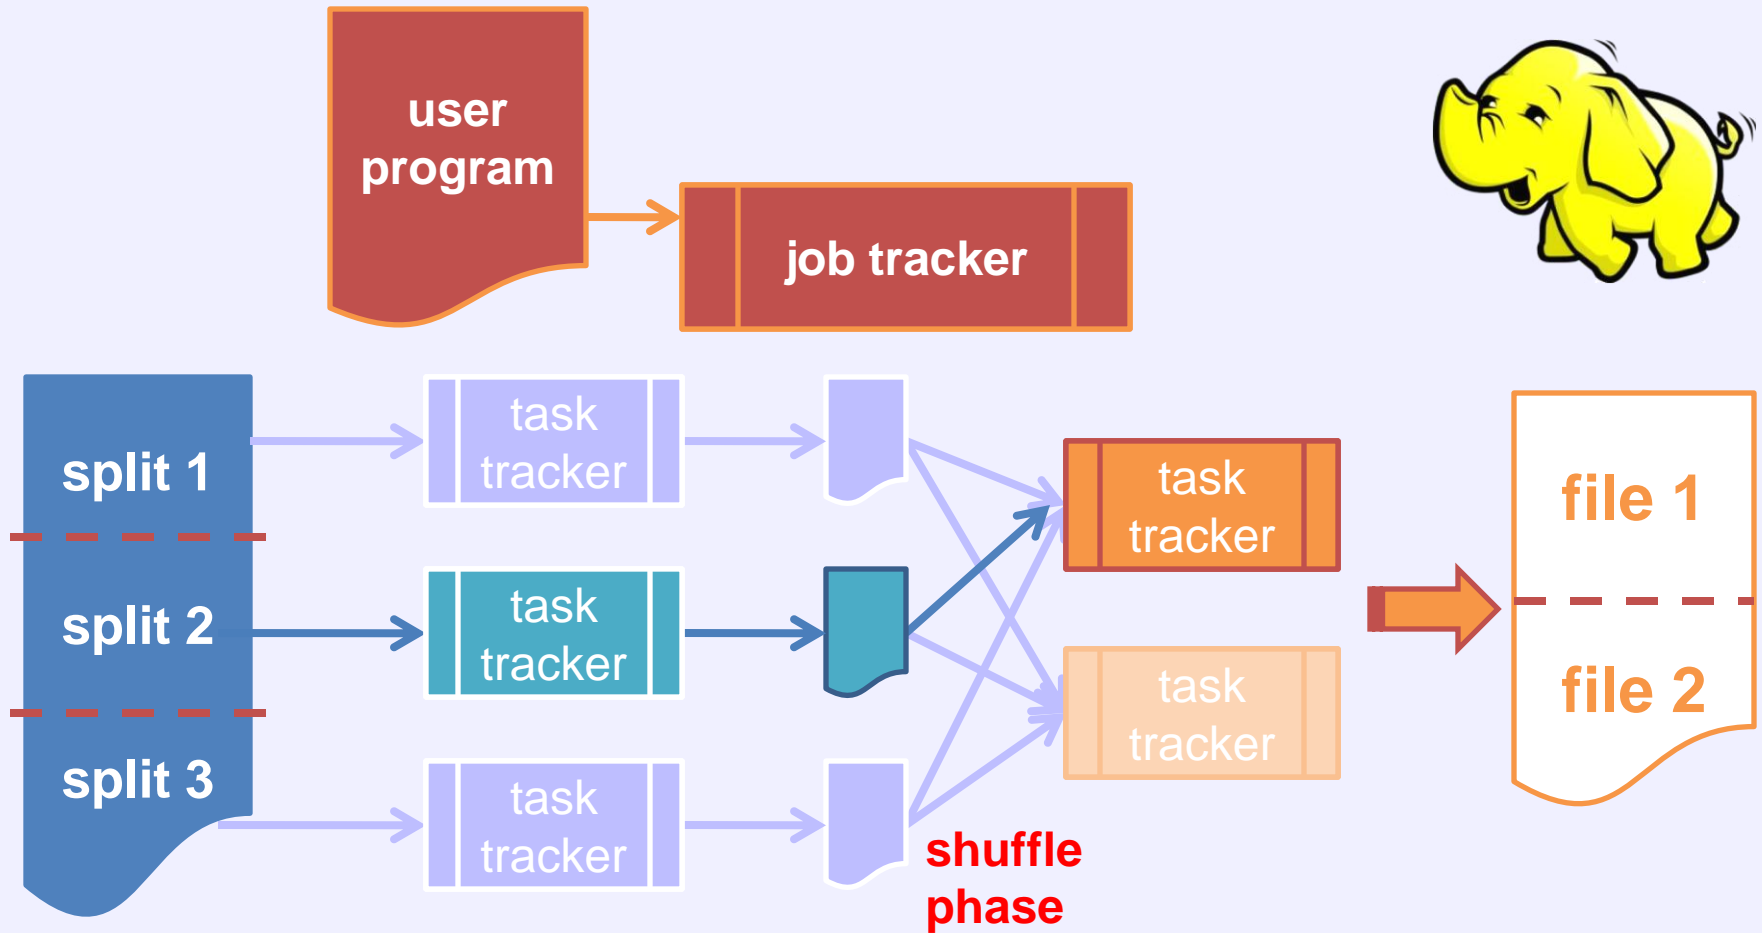 user
program
job tracker
split 1
split 2
split 3
task
tracker
task
tracker
task
tracker
shuffle
phase
task
tracker
task
tracker
file 1
file 2